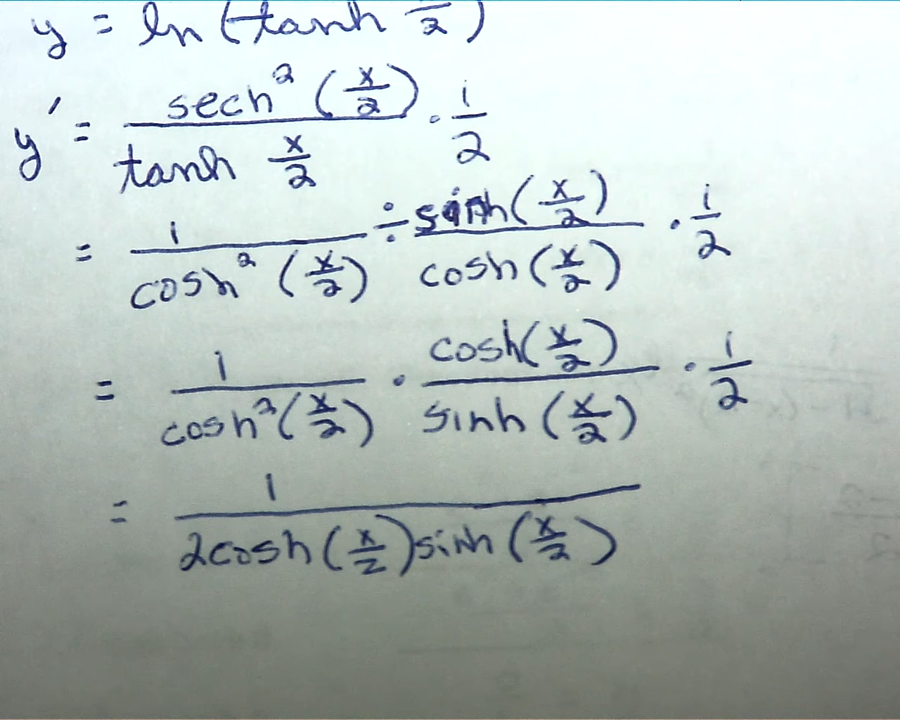 y = ln (tanh x/2)
y' = sech² (x/2) / tanh x/2 · 1/2
= 1 / cosh² (x/2) ÷ sinh(x/2) / cosh(x/2) · 1/2
= 1 / cosh² (x/2) · cosh(x/2) / sinh (x/2) · 1/2
= 1 / 2cosh(x/2)sinh(x/2)